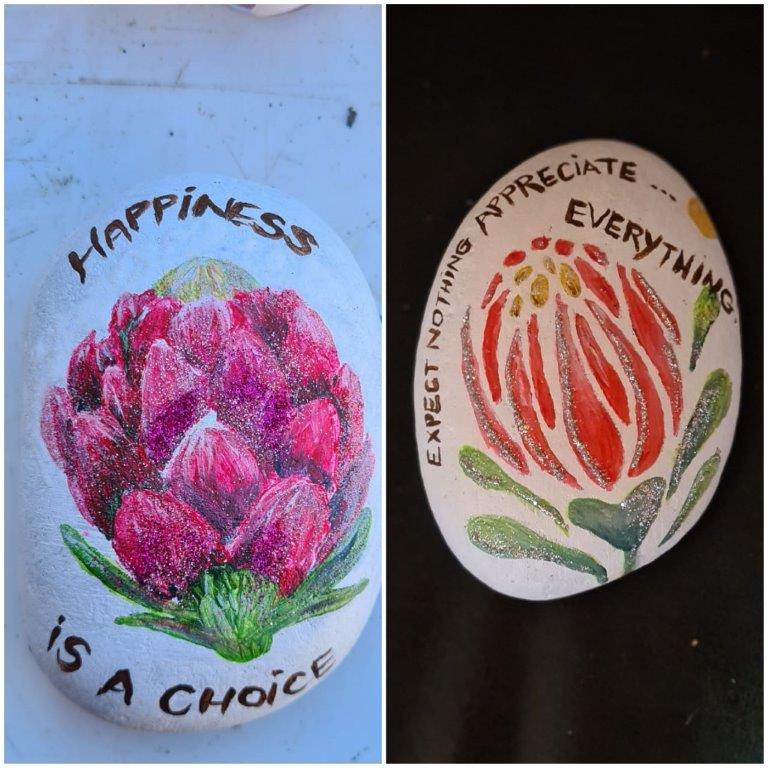 HAPPiNESS
iS A CHOiCE
EXPECT NOTHING APPRECiATE ...
EVERYTHING.